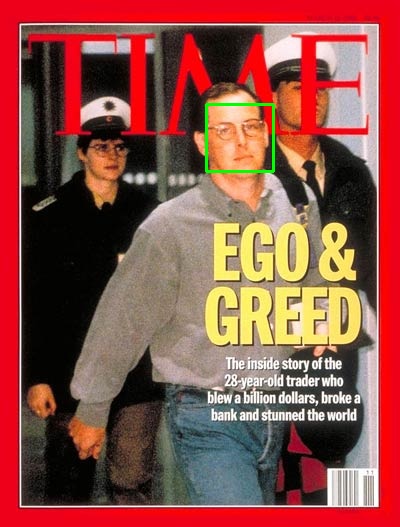 TIME
EGO &
GREED
The inside story of the
28-year-old trader who
blew a billion dollars, broke a
bank and stunned the world
11